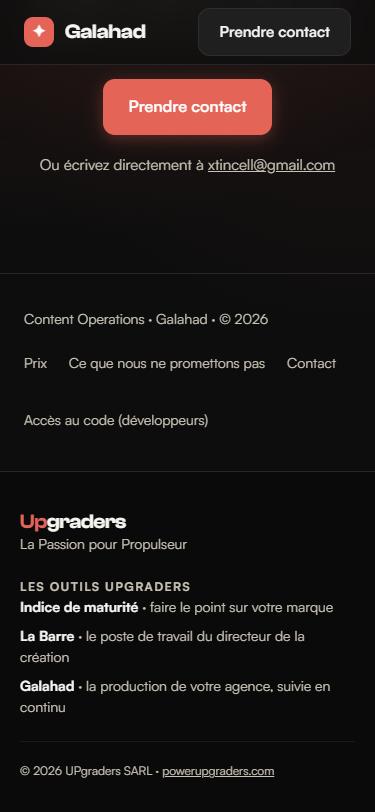 Galahad
Prendre contact
Prendre contact
Ou écrivez directement à xtincell@gmail.com
Content Operations · Galahad · © 2026
Prix Ce que nous ne promettons pas Contact
Accès au code (développeurs)
Upgraders
La Passion pour Propulseur
LES OUTILS UPGRADERS
Indice de maturité · faire le point sur votre marque
La Barre · le poste de travail du directeur de la
création
Galahad · la production de votre agence, suivie en
continu
© 2026 UPgraders SARL · powerupgraders.com